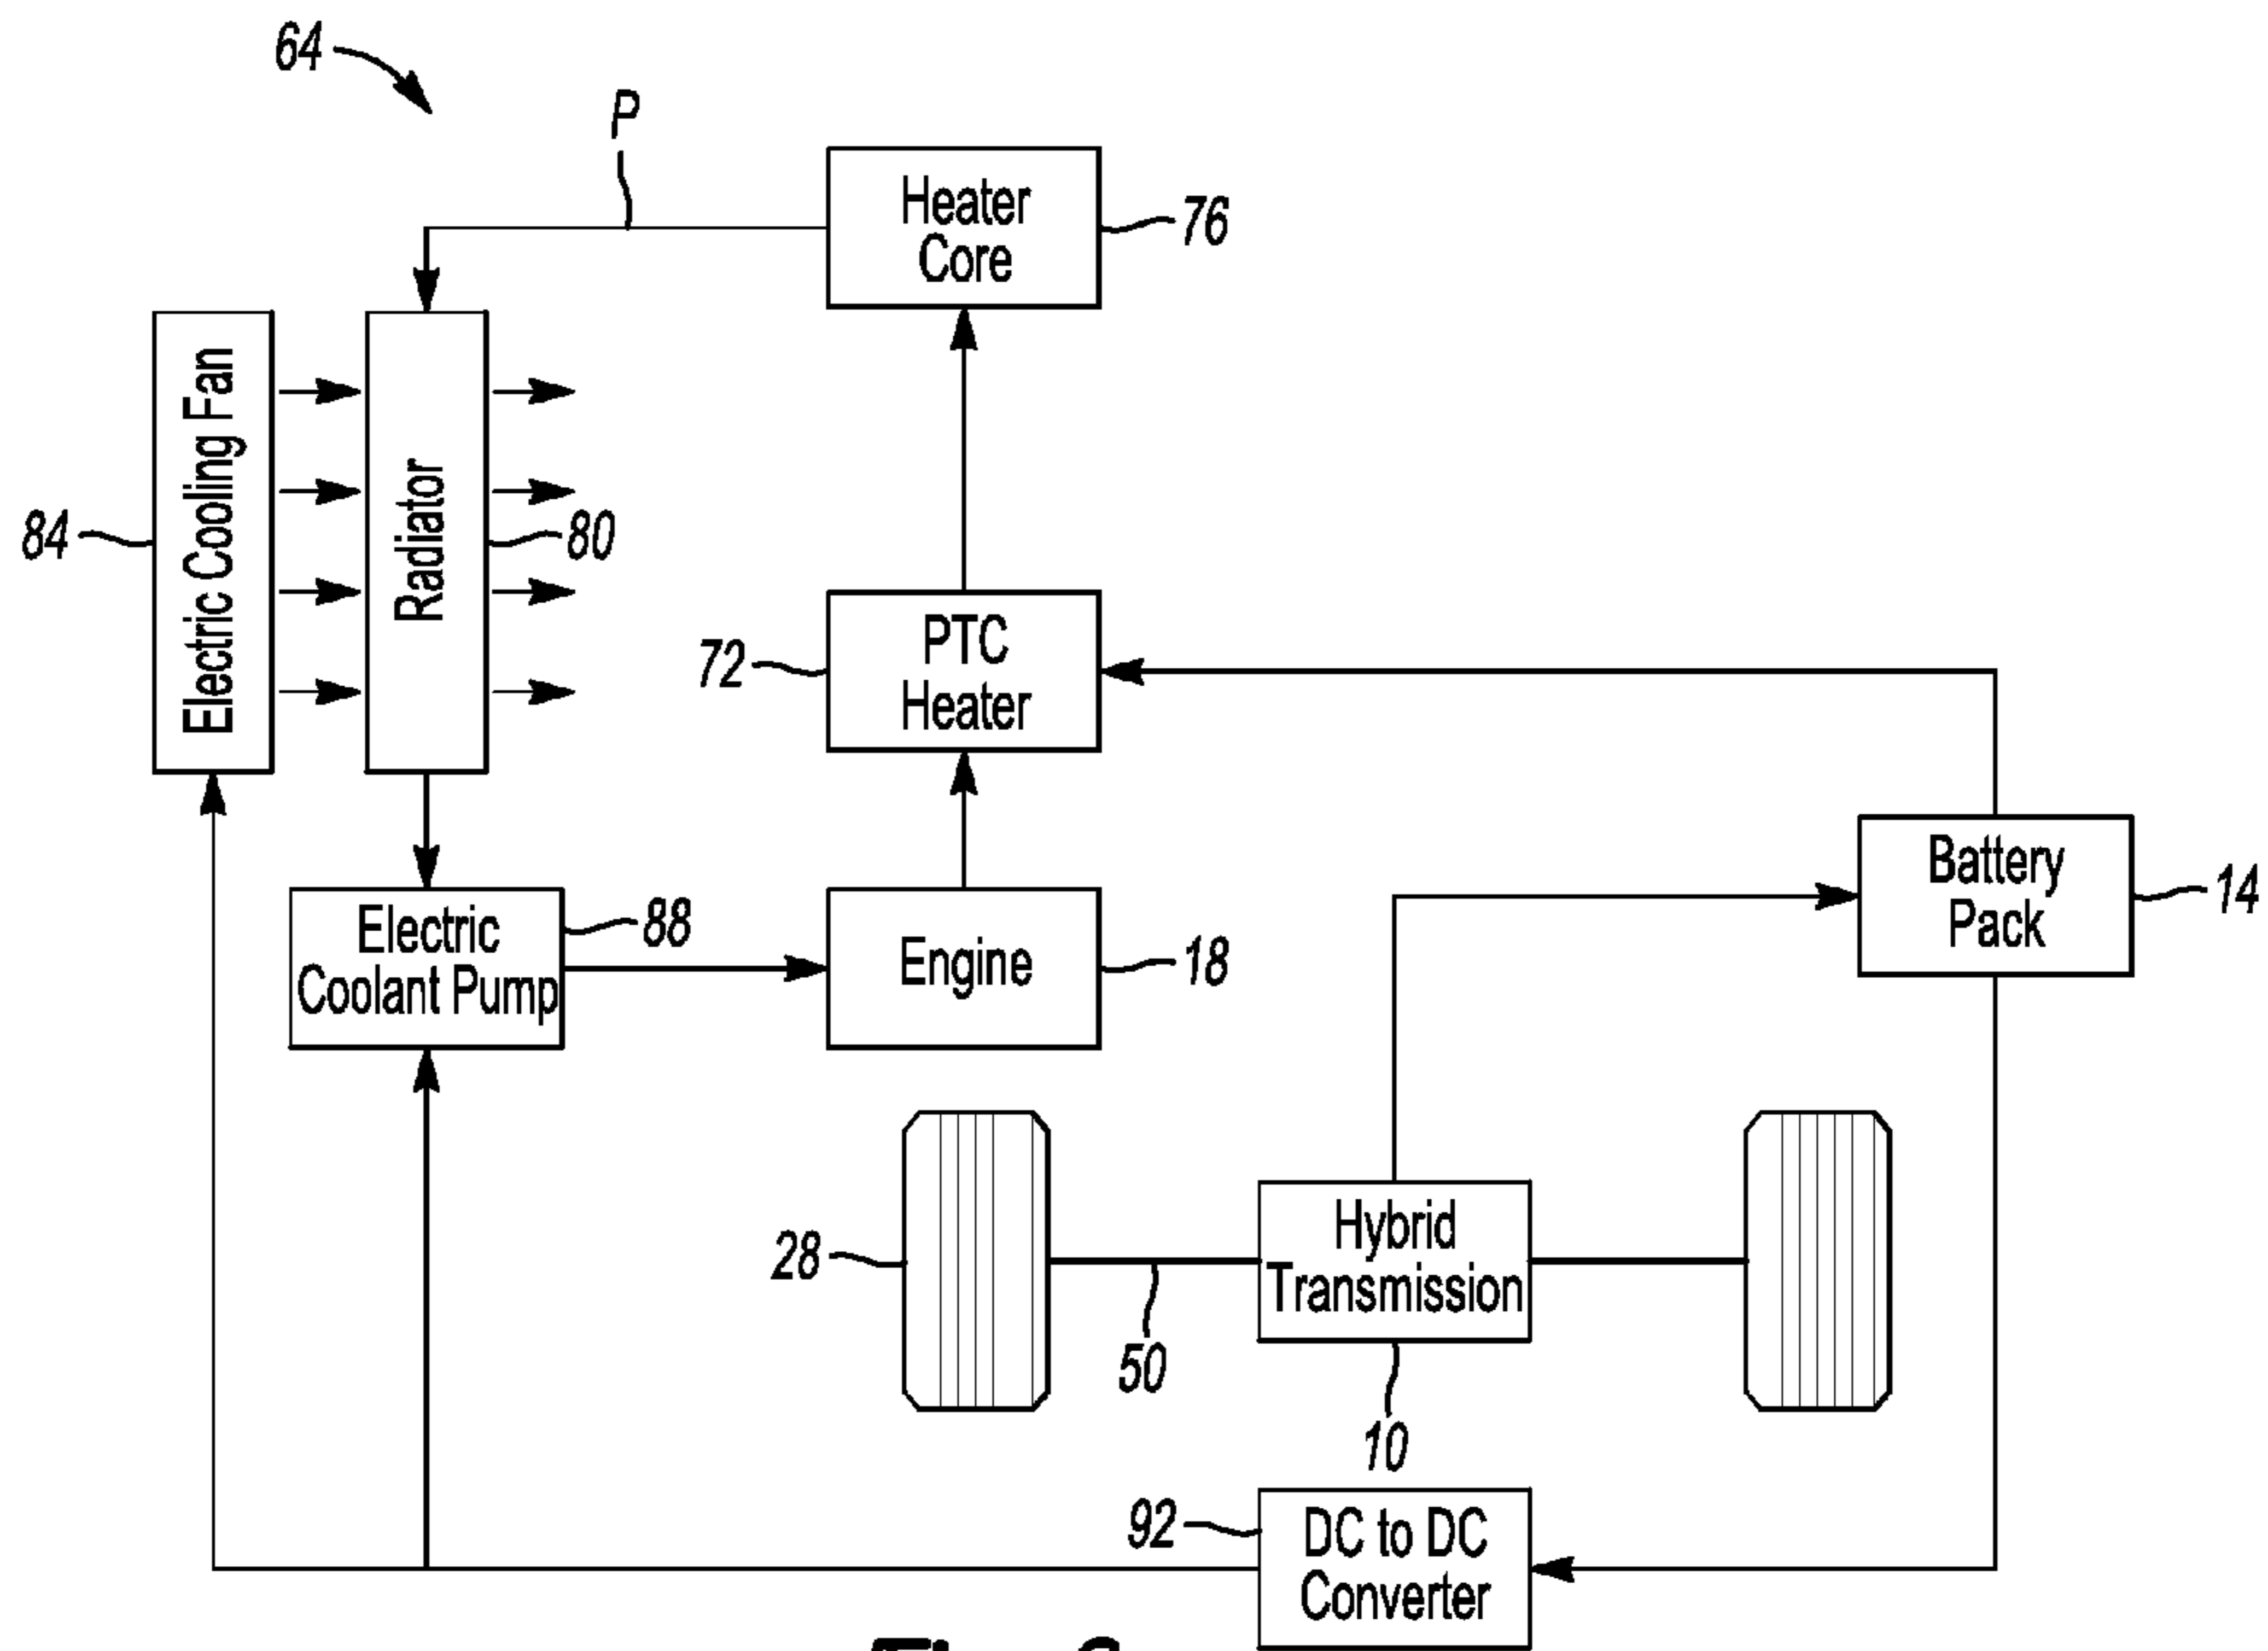 64
P
Heater
Core
76
Electric Cooling Fan
84
Radiator
80
PTC
Heater
72
Battery
Pack
14
Electric
Coolant Pump
88
Engine
18
28
Hybrid
Transmission
50
10
92
DC to DC
Converter